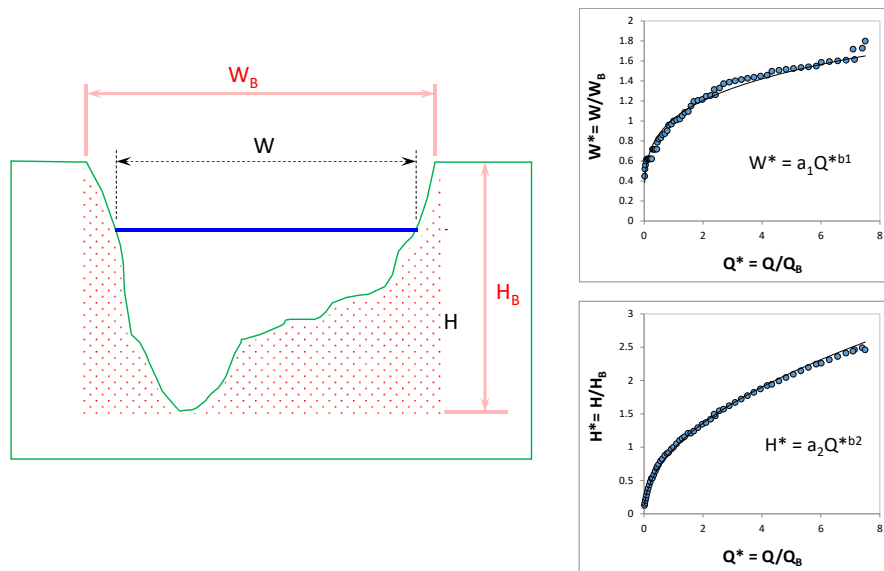 W_B
W
H_B
H
W* = W/W_B
2
1.8
1.6
1.4
1.2
1
0.8
0.6
0.4
0.2
0
W* = a_1Q*^b1
0 2 4 6 8
Q* = Q/Q_B
H* = H/H_B
3
2.5
2
1.5
1
0.5
0
H* = a_2Q*^b2
0 2 4 6 8
Q* = Q/Q_B